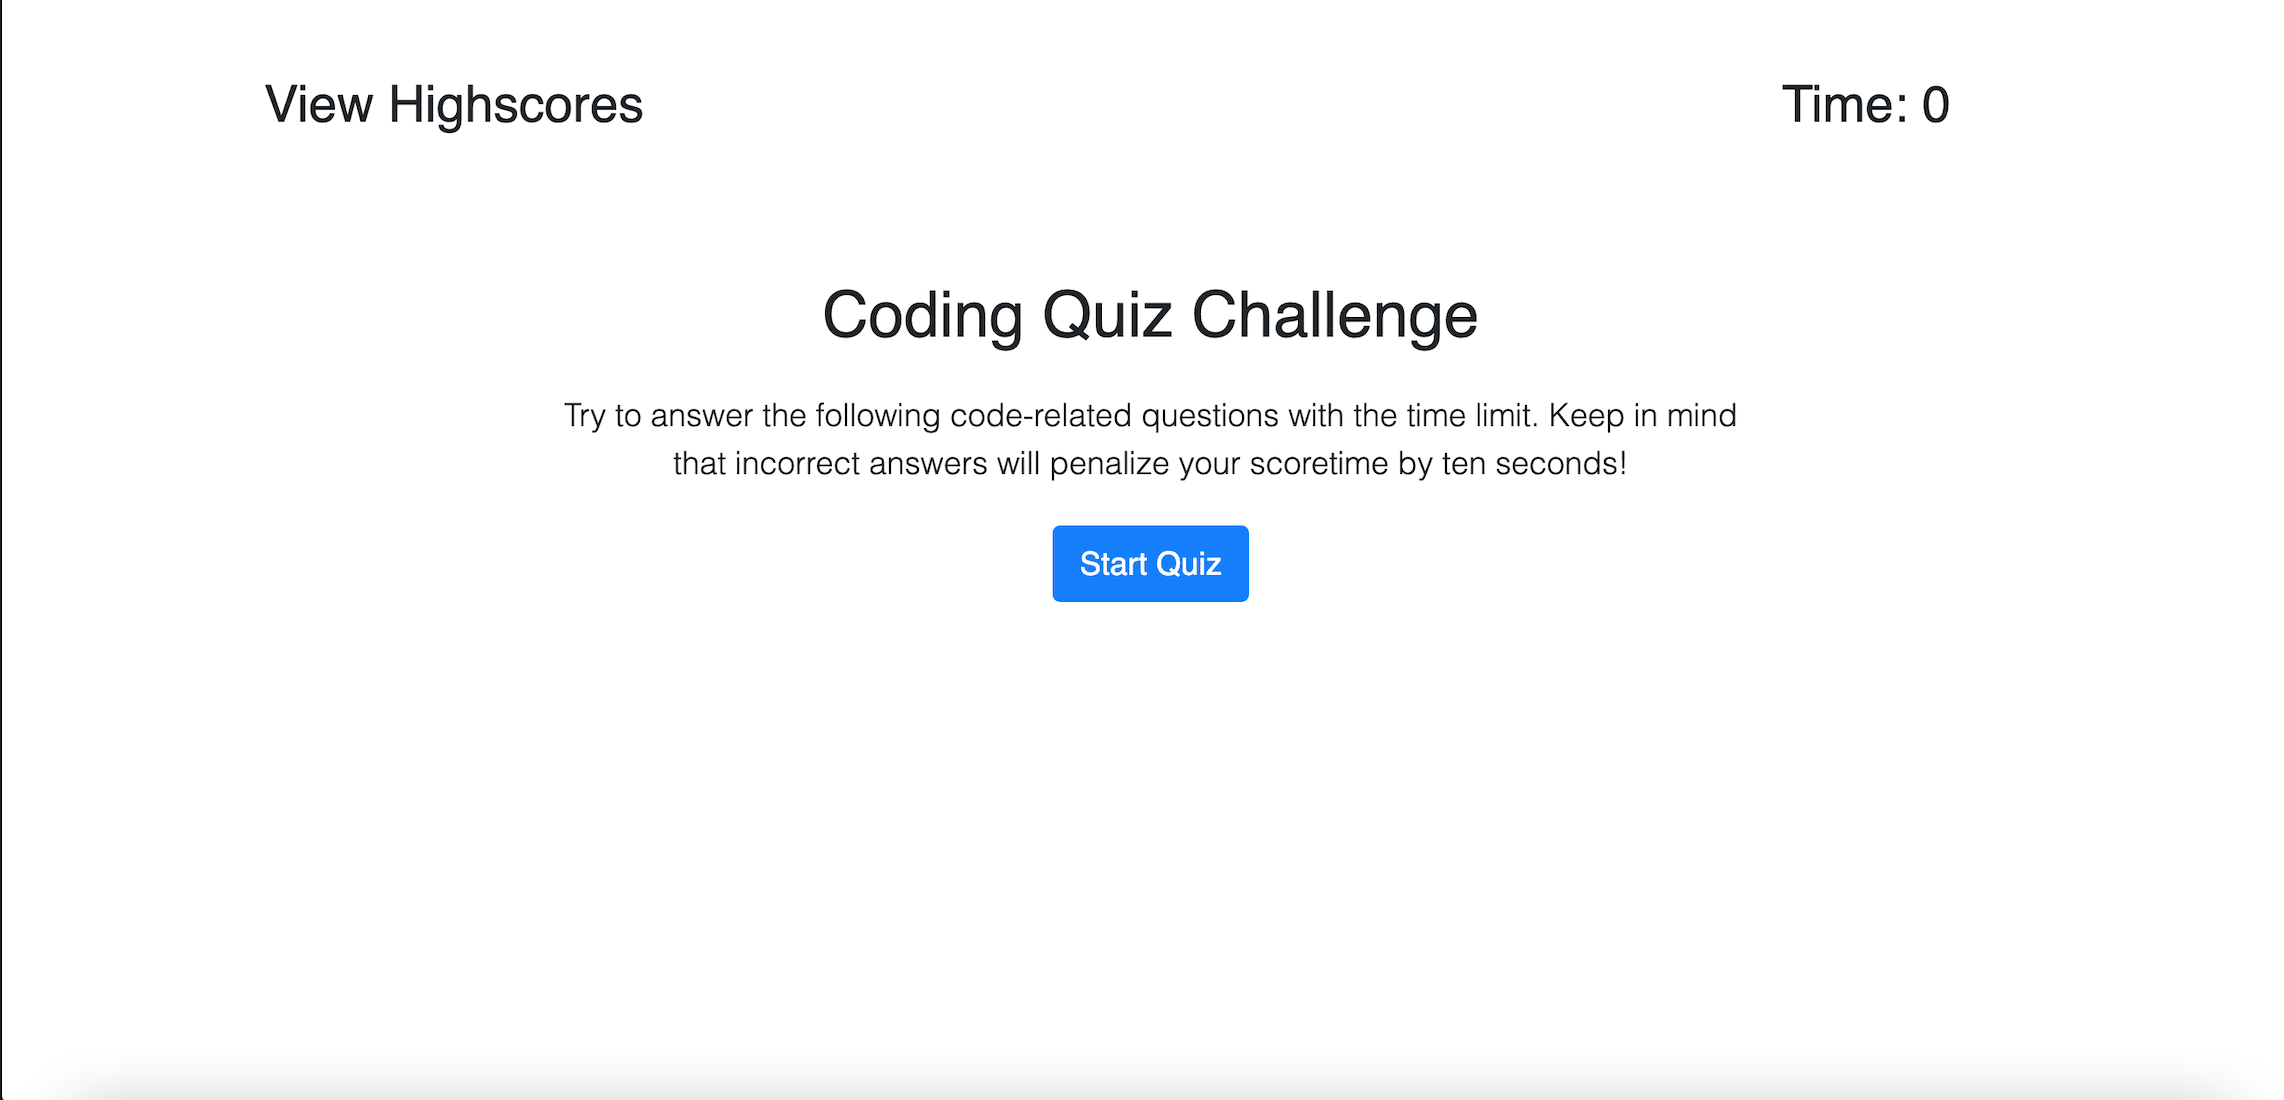 View Highscores
Time: 0
Coding Quiz Challenge
Try to answer the following code-related questions with the time limit. Keep in mind
that incorrect answers will penalize your scoretime by ten seconds!
Start Quiz